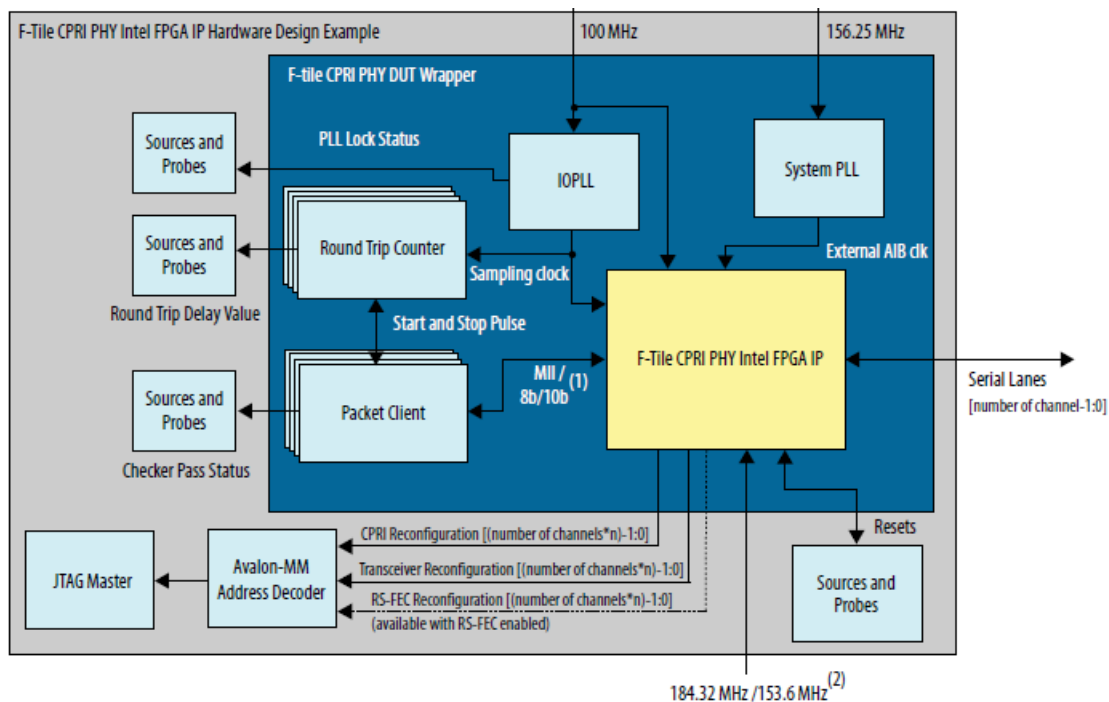 F-Tile CPRI PHY Intel FPGA IP Hardware Design Example
100 MHz
156.25 MHz
F-tile CPRI PHY DUT Wrapper
Sources and
Probes
PLL Lock Status
IOPLL
System PLL
Sources and
Probes
Round Trip Counter
Sampling clock
External AIB clk
Round Trip Delay Value
Start and Stop Pulse
F-Tile CPRI PHY Intel FPGA IP
MII /
8b/10b (1)
Serial Lanes
[number of channel-1:0]
Sources and
Probes
Packet Client
Checker Pass Status
CPRI Reconfiguration [(number of channels*n)-1:0]
Resets
JTAG Master
Avalon-MM
Address Decoder
Transceiver Reconfiguration [(number of channels*n)-1:0]
RS-FEC Reconfiguration [(number of channels*n)-1:0]
(available with RS-FEC enabled)
Sources and
Probes
184.32 MHz /153.6 MHz (2)